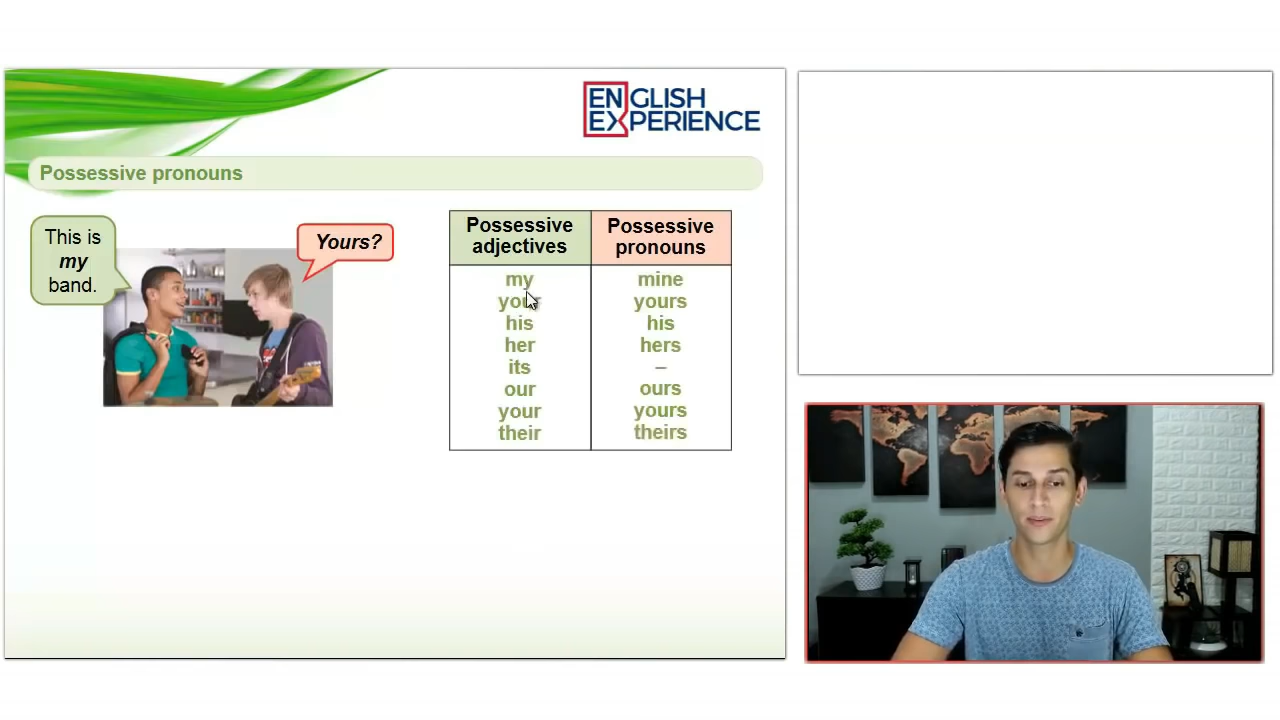 ENGLISH
EXPERIENCE
Possessive pronouns
This is
my
band.
Yours?
Possessive
adjectives
Possessive
pronouns
my mine
your yours
his his
her hers
its –
our ours
your yours
their theirs